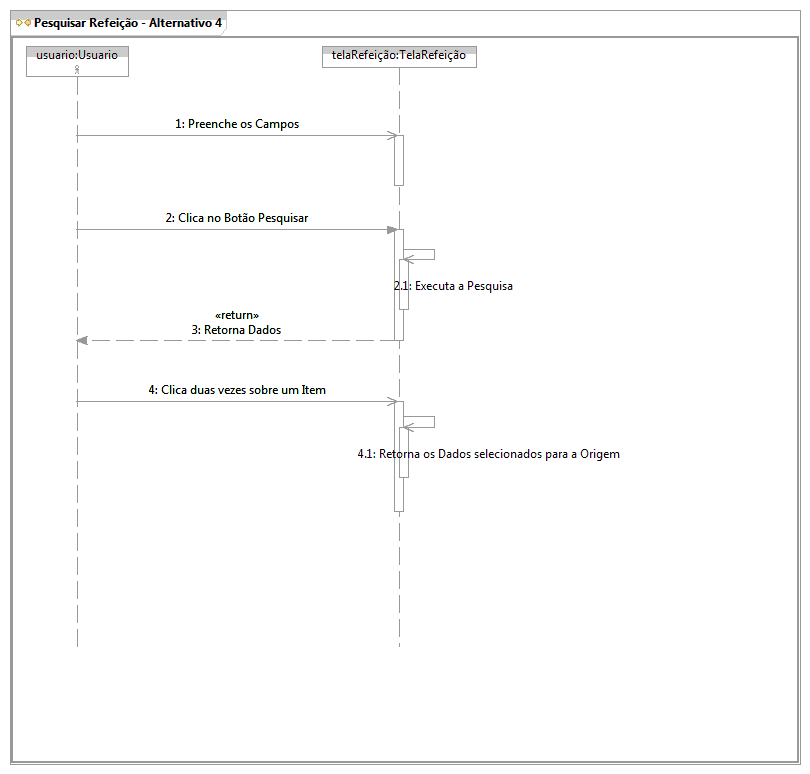 Pesquisar Refeição - Alternativo 4
usuario:Usuario
telaRefeição:TelaRefeição
1: Preenche os Campos
2: Clica no Botão Pesquisar
2.1: Executa a Pesquisa
«return»
3: Retorna Dados
4: Clica duas vezes sobre um Item
4.1: Retorna os Dados selecionados para a Origem